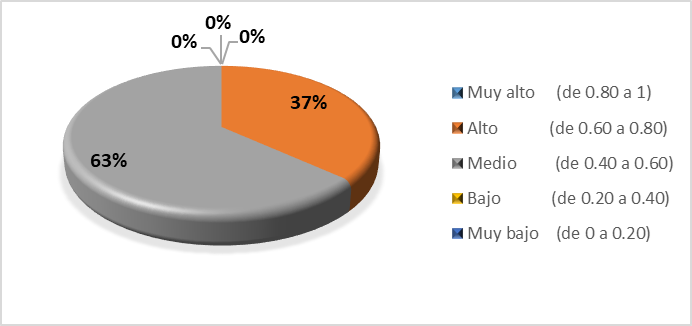 0%
0%
0%
37%
63%
Muy alto (de 0.80 a 1)
Alto (de 0.60 a 0.80)
Medio (de 0.40 a 0.60)
Bajo (de 0.20 a 0.40)
Muy bajo (de 0 a 0.20)